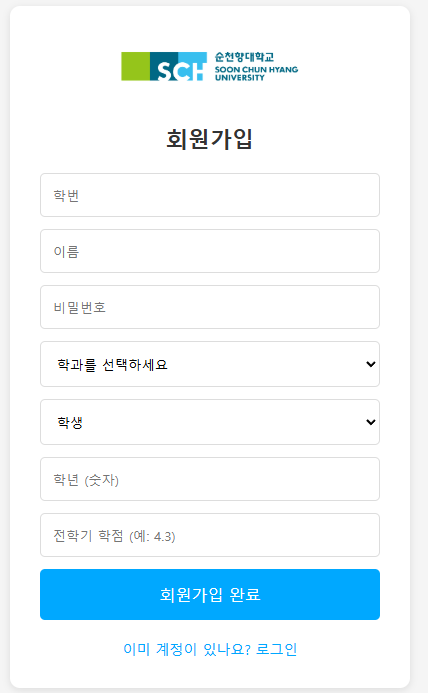 SCH
순천향대학교
SOON CHUN HYANG
UNIVERSITY
회원가입
학번
이름
비밀번호
학과를 선택하세요
학생
학년 (숫자)
전학기 학점 (예: 4.3)
회원가입 완료
이미 계정이 있나요? 로그인